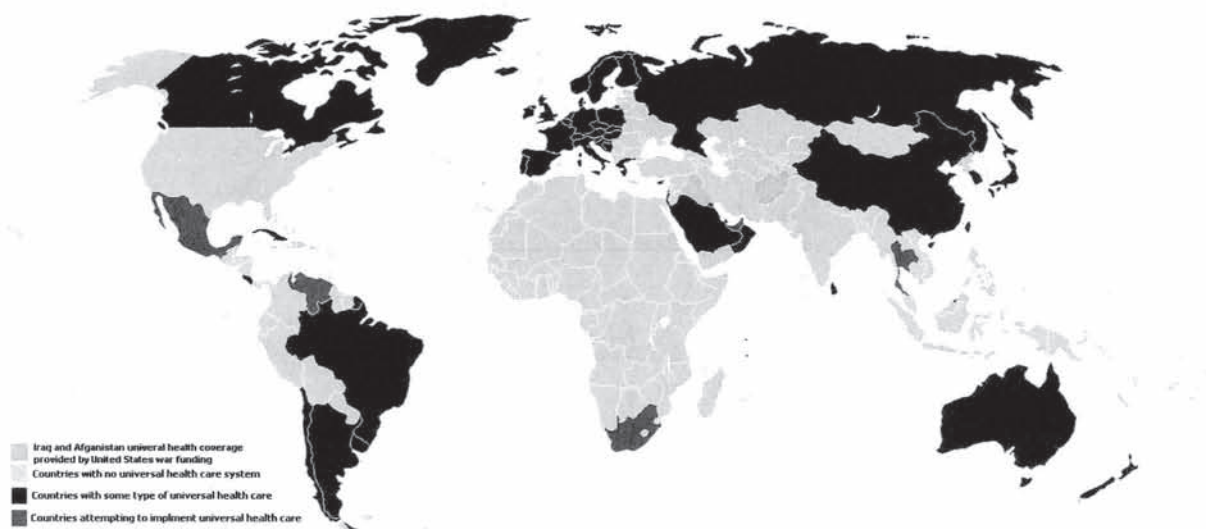 Iraq and Afganistan univeral health coverage
provided by United States war funding
Countries with no universal health care system
Countries with some type of universal health care
Countries attempting to implment universal health care